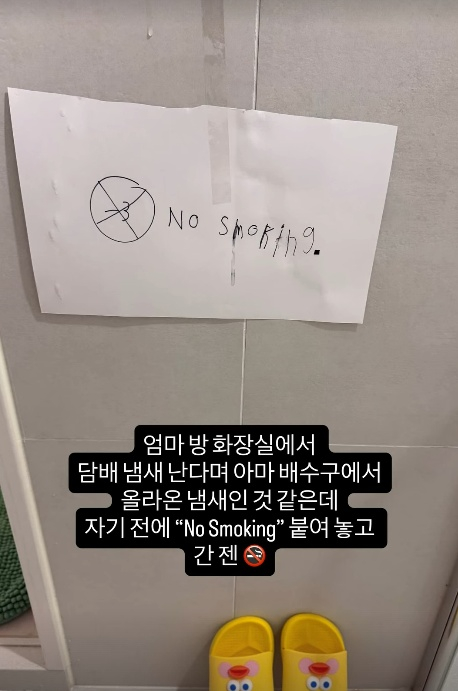 No smoking.
엄마 방 화장실에서
담배 냄새 난다며 아마 배수구에서
올라온 냄새인 것 같은데
자기 전에 “No Smoking” 붙여 놓고
간 젠 🚭